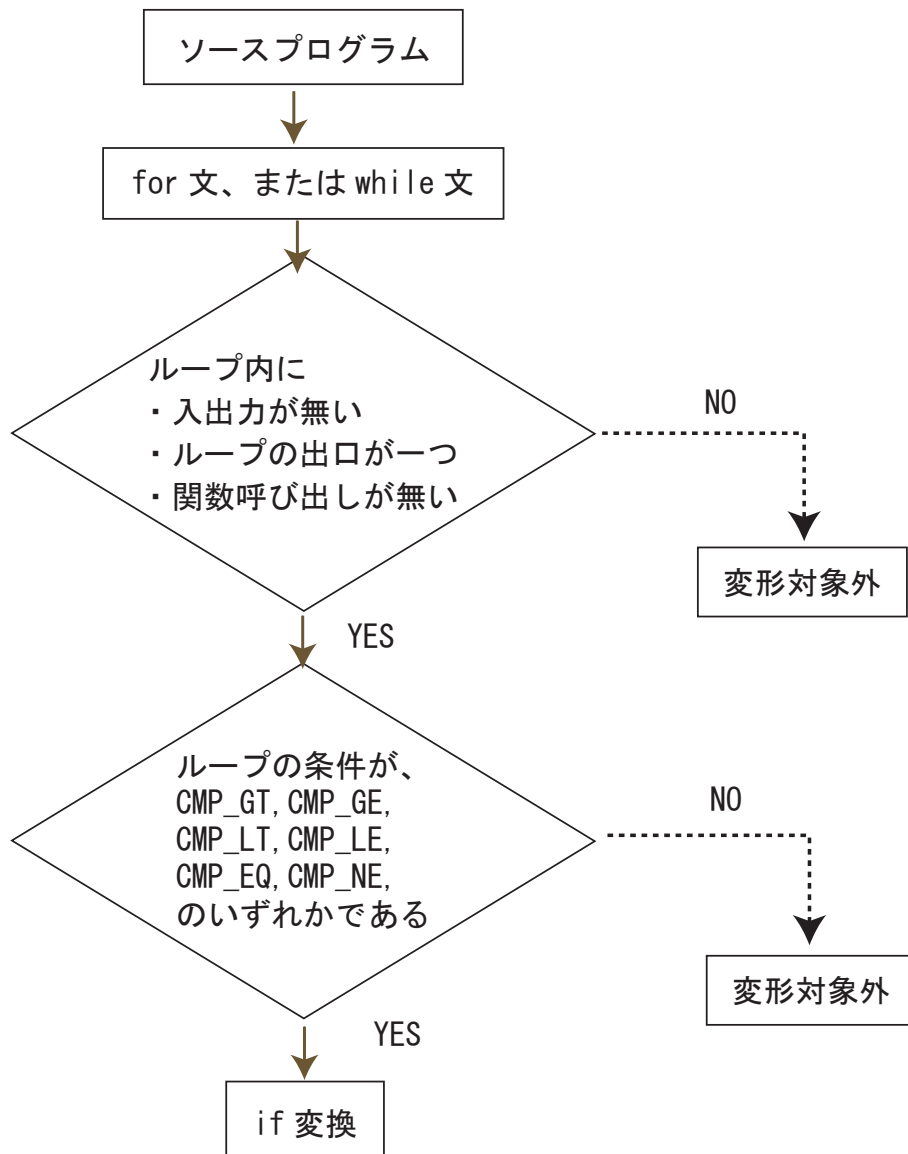 ソースプログラム
for 文、または while 文
ループ内に
・入出力が無い
・ループの出口が一つ
・関数呼び出しが無い
NO
変形対象外
YES
ループの条件が、
CMP_GT, CMP_GE,
CMP_LT, CMP_LE,
CMP_EQ, CMP_NE,
のいずれかである
NO
変形対象外
YES
if 変換